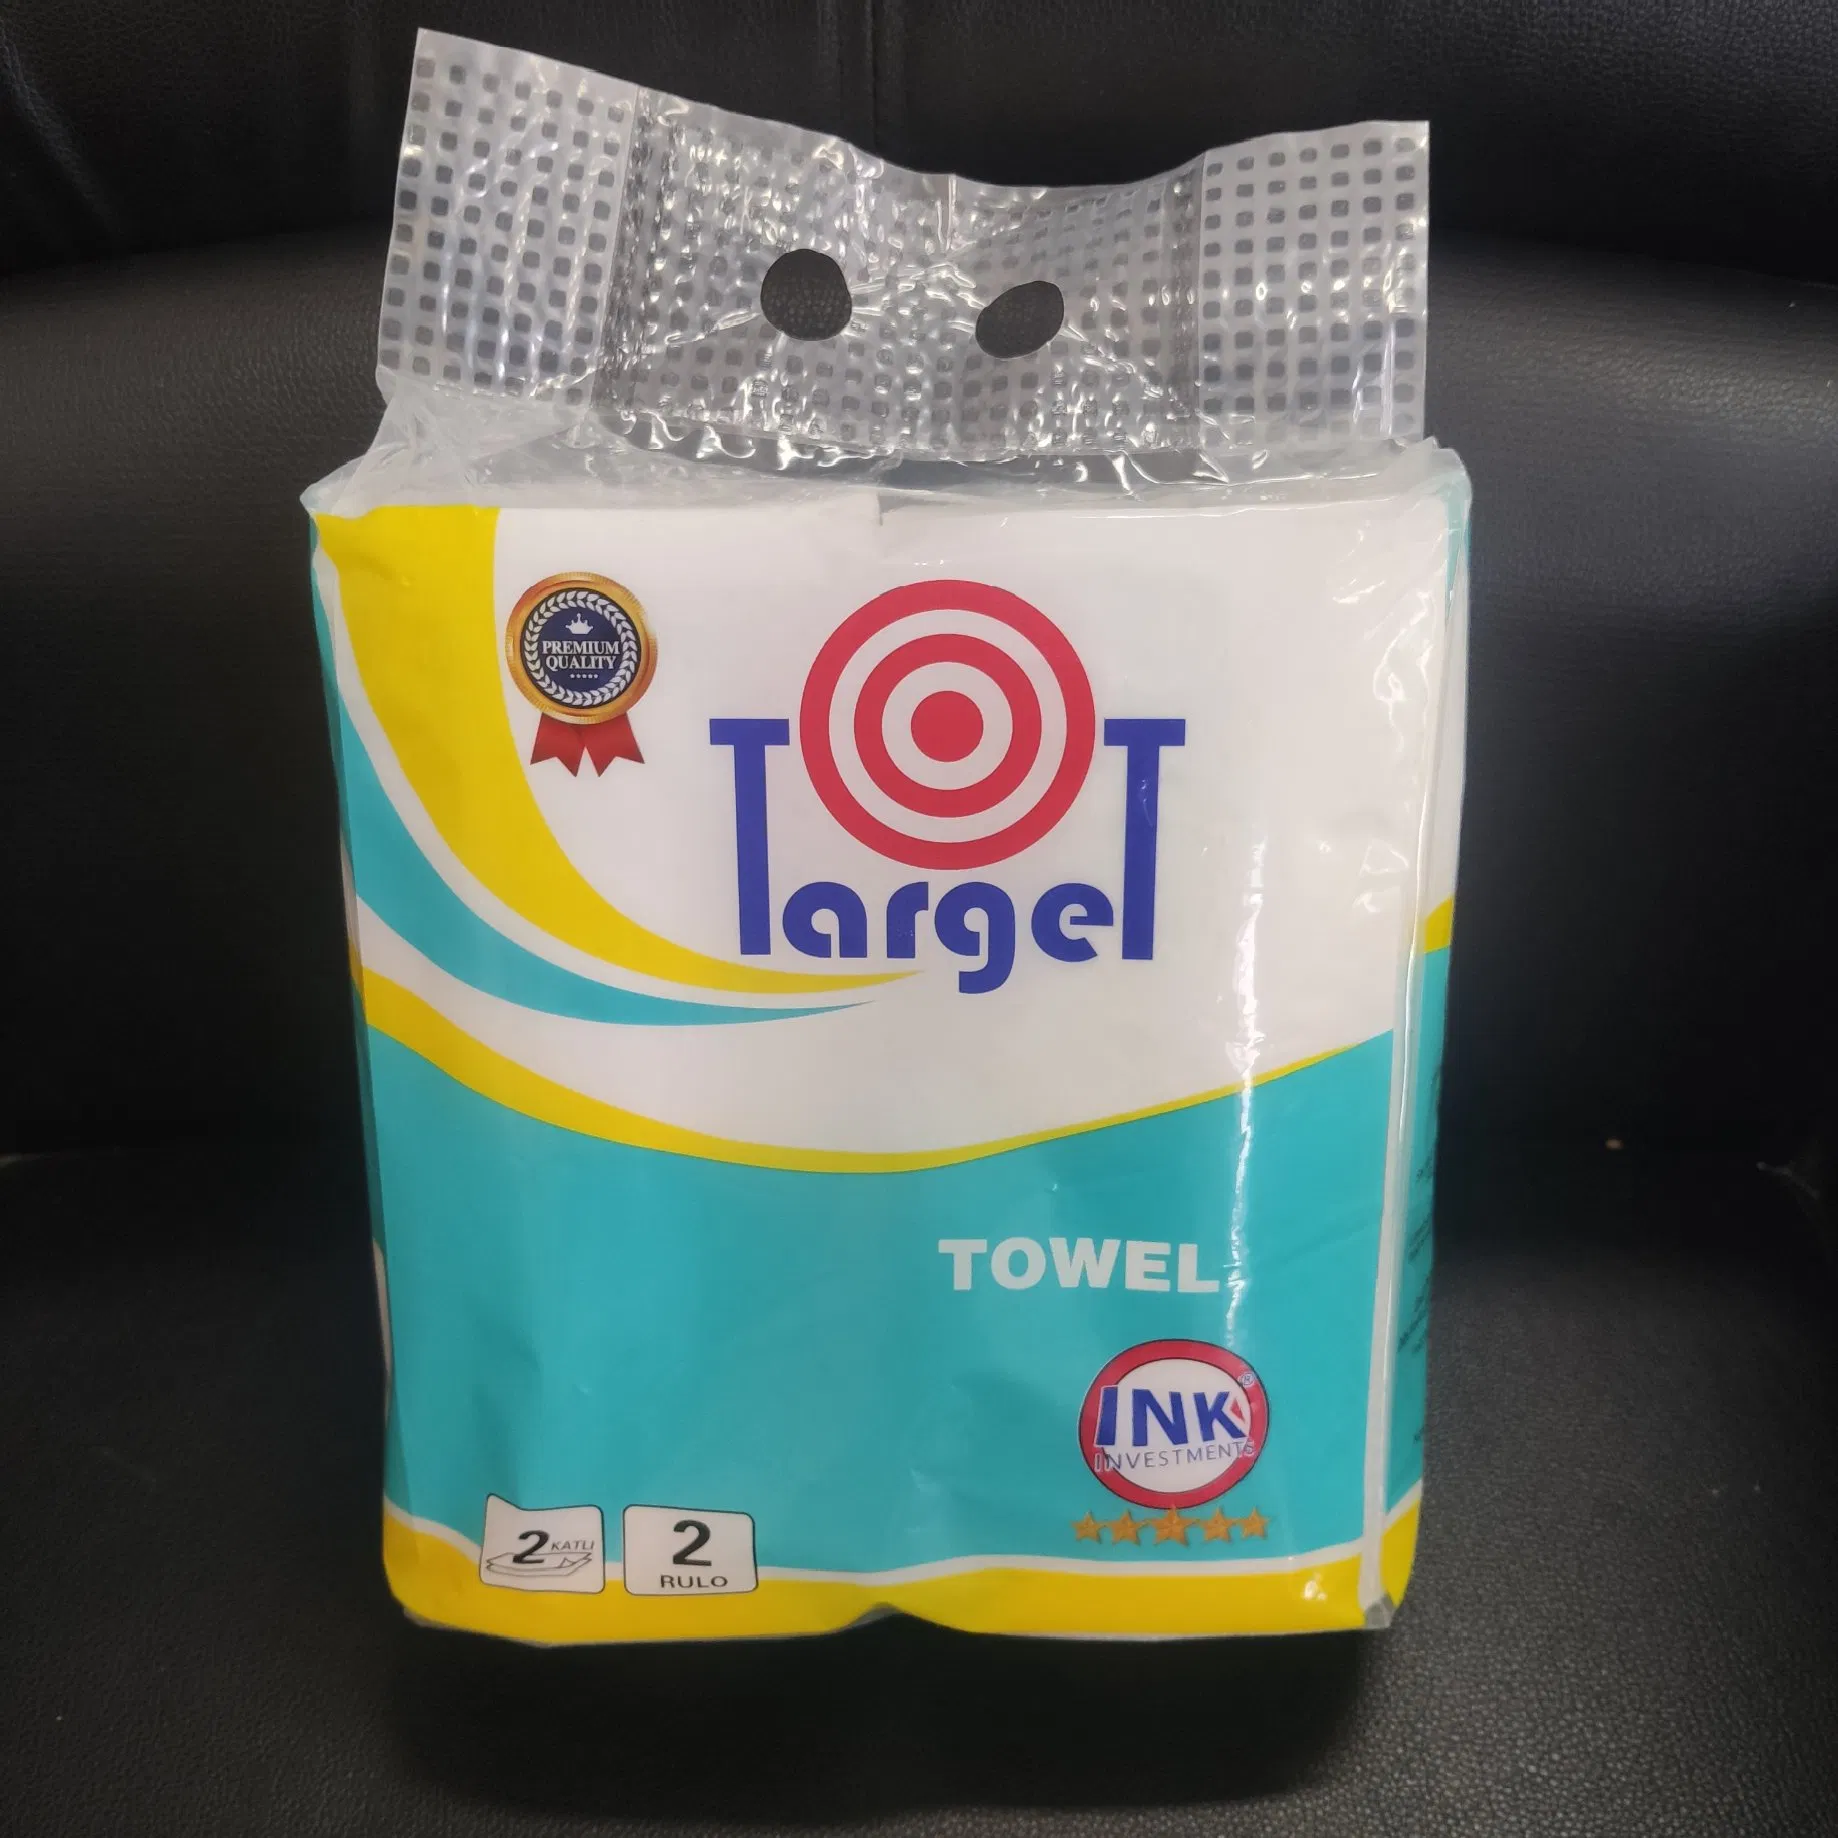 PREMIUM
QUALITY
TargeT
TOWEL
INK
®
INVESTMENTS
2 KATLI
2
RULO